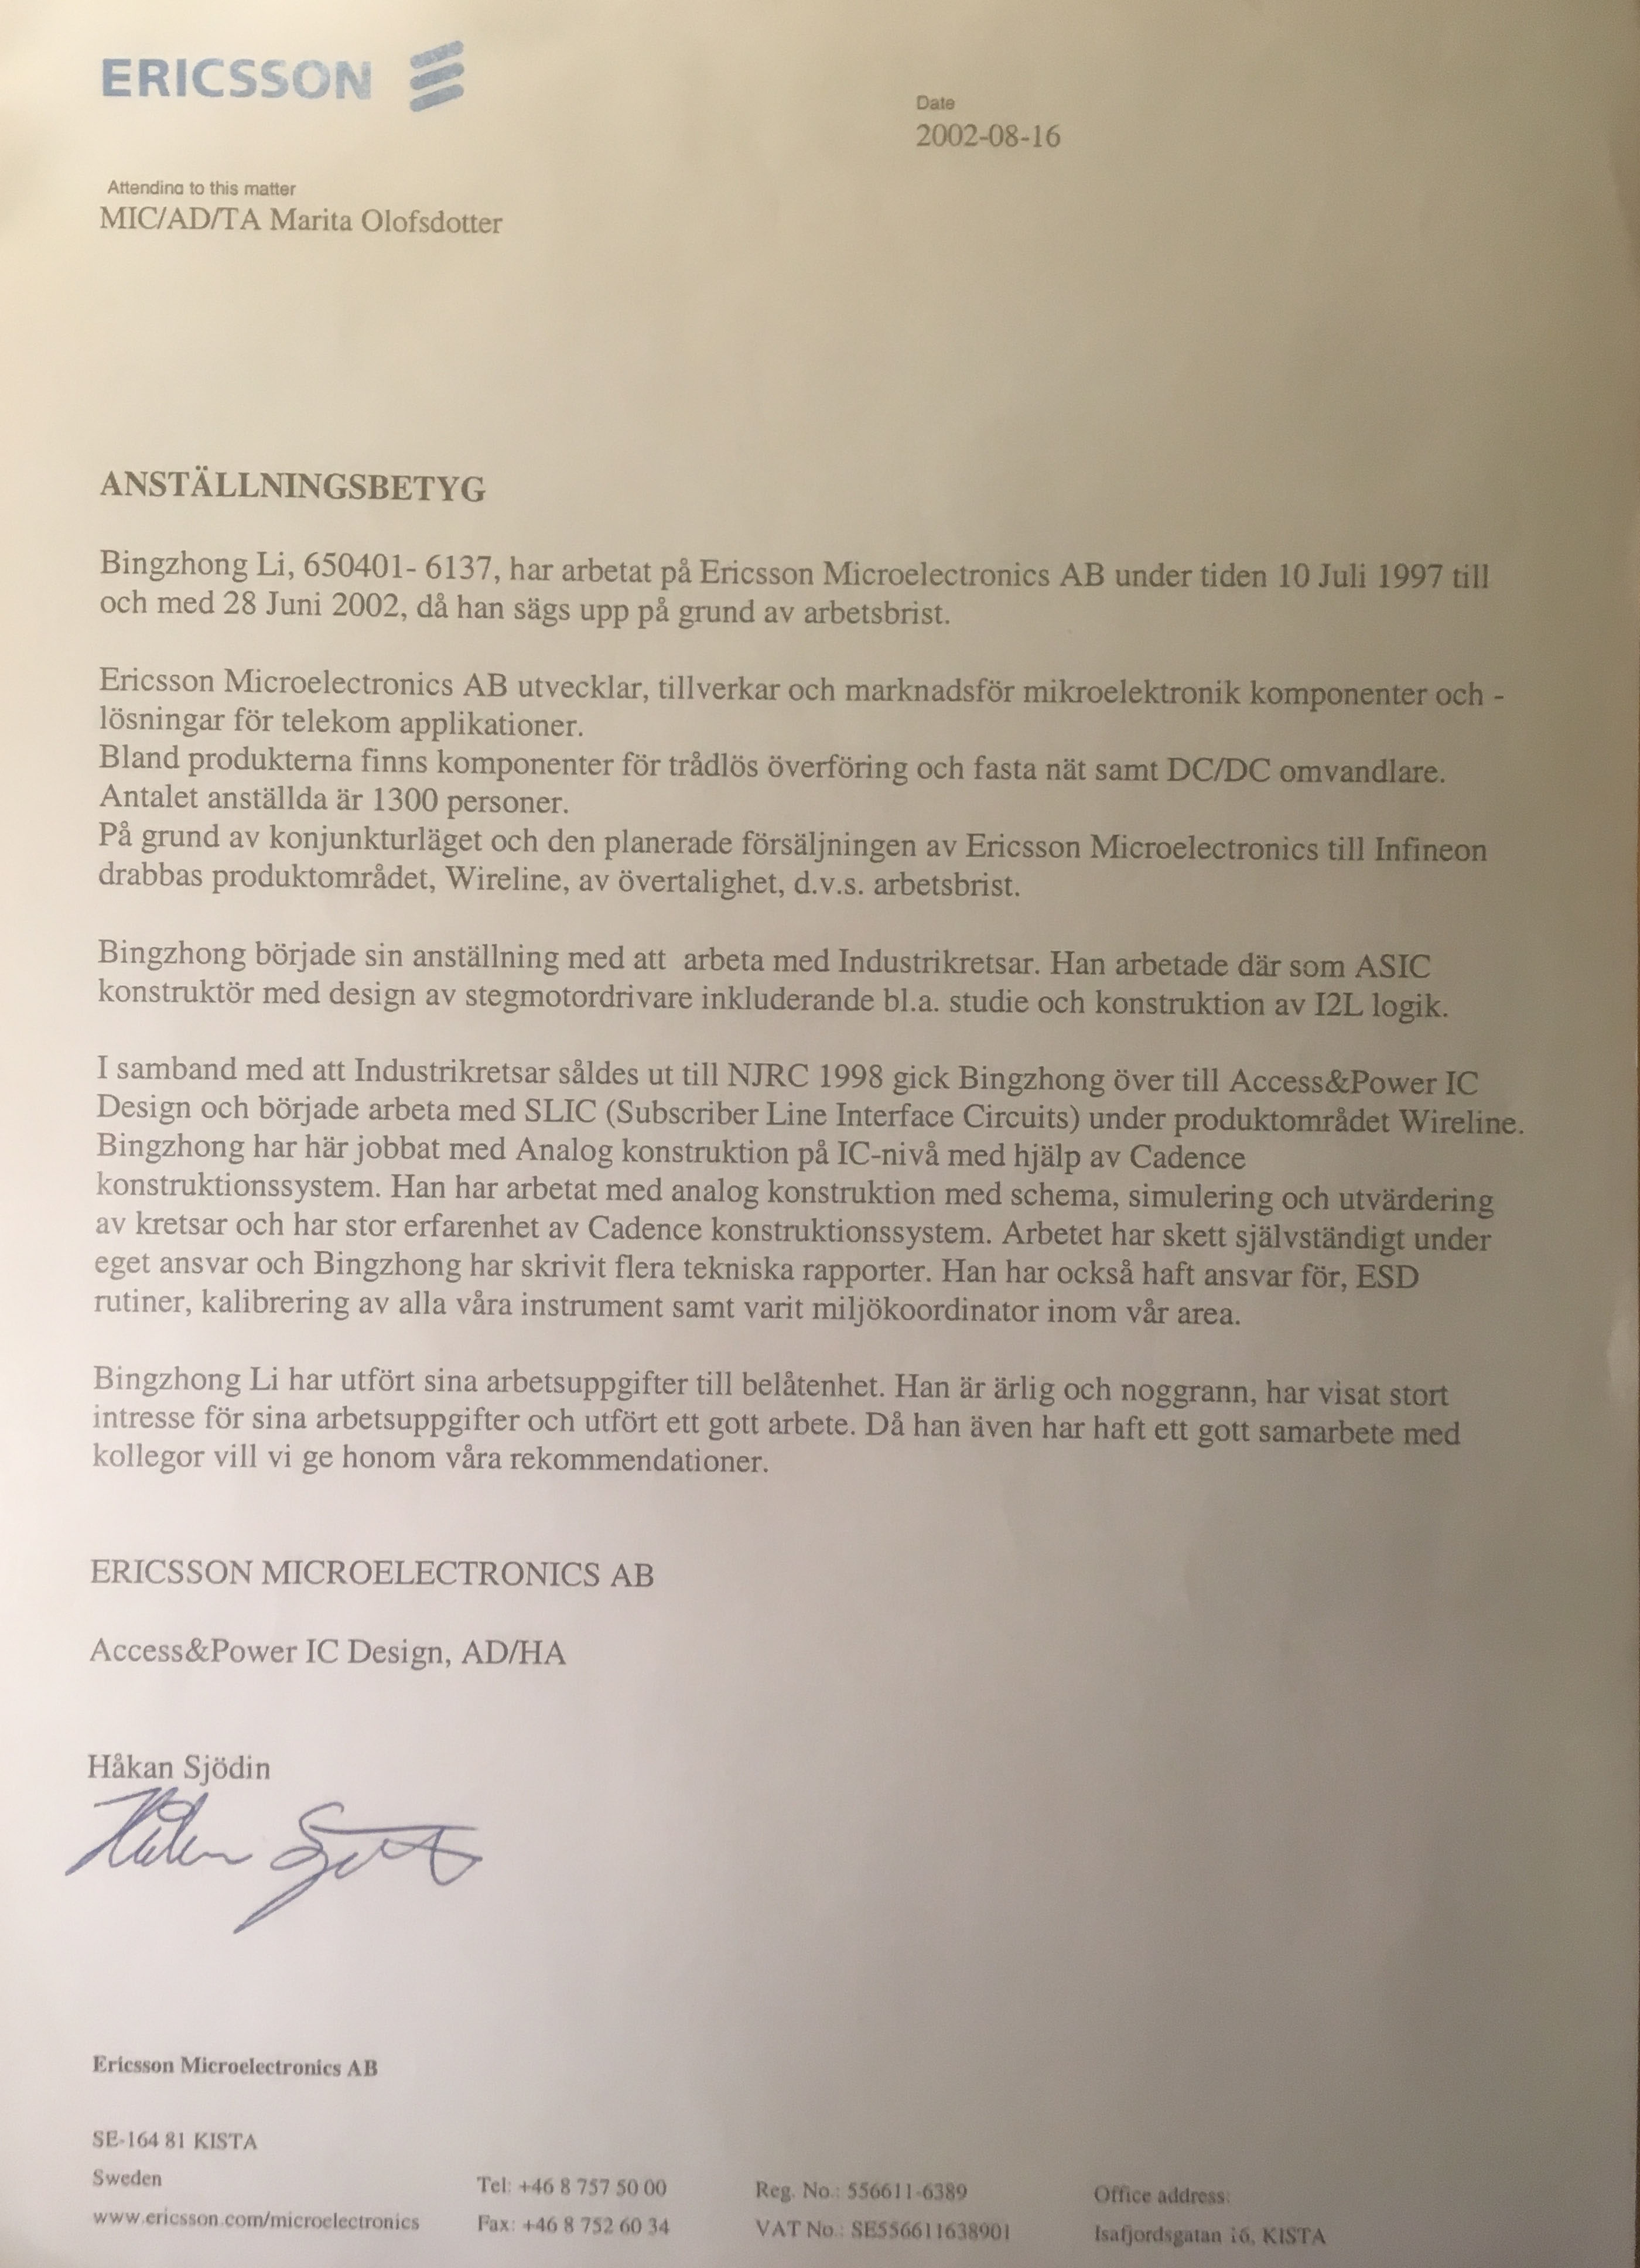 ERICSSON
Date
2002-08-16
Attending to this matter
MIC/AD/TA Marita Olofsdotter
ANSTÄLLNINGSBETYG
Bingzhong Li, 650401- 6137, har arbetat på Ericsson Microelectronics AB under tiden 10 Juli 1997 till
och med 28 Juni 2002, då han sägs upp på grund av arbetsbrist.
Ericsson Microelectronics AB utvecklar, tillverkar och marknadsför mikroelektronik komponenter och -
lösningar för telekom applikationer.
Bland produkterna finns komponenter för trådlös överföring och fasta nät samt DC/DC omvandlare.
Antalet anställda är 1300 personer.
På grund av konjunkturläget och den planerade försäljningen av Ericsson Microelectronics till Infineon
drabbas produktområdet, Wireline, av övertalighet, d.v.s. arbetsbrist.
Bingzhong började sin anställning med att  arbeta med Industrikretsar. Han arbetade där som ASIC
konstruktör med design av stegmotordrivare inkluderande bl.a. studie och konstruktion av I2L logik.
I samband med att Industrikretsar såldes ut till NJRC 1998 gick Bingzhong över till Access&Power IC
Design och började arbeta med SLIC (Subscriber Line Interface Circuits) under produktområdet Wireline.
Bingzhong har här jobbat med Analog konstruktion på IC-nivå med hjälp av Cadence
konstruktionssystem. Han har arbetat med analog konstruktion med schema, simulering och utvärdering
av kretsar och har stor erfarenhet av Cadence konstruktionssystem. Arbetet har skett självständigt under
eget ansvar och Bingzhong har skrivit flera tekniska rapporter. Han har också haft ansvar för, ESD
rutiner, kalibrering av alla våra instrument samt varit miljökoordinator inom vår area.
Bingzhong Li har utfört sina arbetsuppgifter till belåtenhet. Han är ärlig och noggrann, har visat stort
intresse för sina arbetsuppgifter och utfört ett gott arbete. Då han även har haft ett gott samarbete med
kollegor vill vi ge honom våra rekommendationer.
ERICSSON MICROELECTRONICS AB
Access&Power IC Design, AD/HA
Håkan Sjödin
Ericsson Microelectronics AB
SE-164 81 KISTA
Sweden
www.ericsson.com/microelectronics
Tel: +46 8 757 50 00
Fax: +46 8 752 60 34
Reg. No.: 556611-6389
VAT No.: SE556611638901
Office address:
Isafjordsgatan 16, KISTA